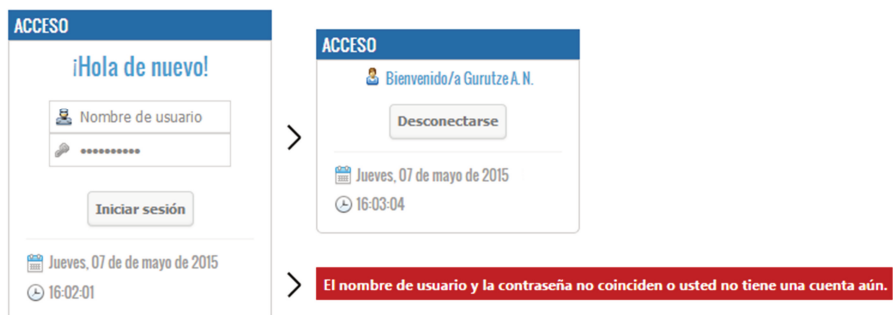 ACCESO
¡Hola de nuevo!
Nombre de usuario
••••••••••
Iniciar sesión
Jueves, 07 de de mayo de 2015
16:02:01
ACCESO
Bienvenido/a Gurutze A. N.
Desconectarse
Jueves, 07 de mayo de 2015
16:03:04
El nombre de usuario y la contraseña no coinciden o usted no tiene una cuenta aún.